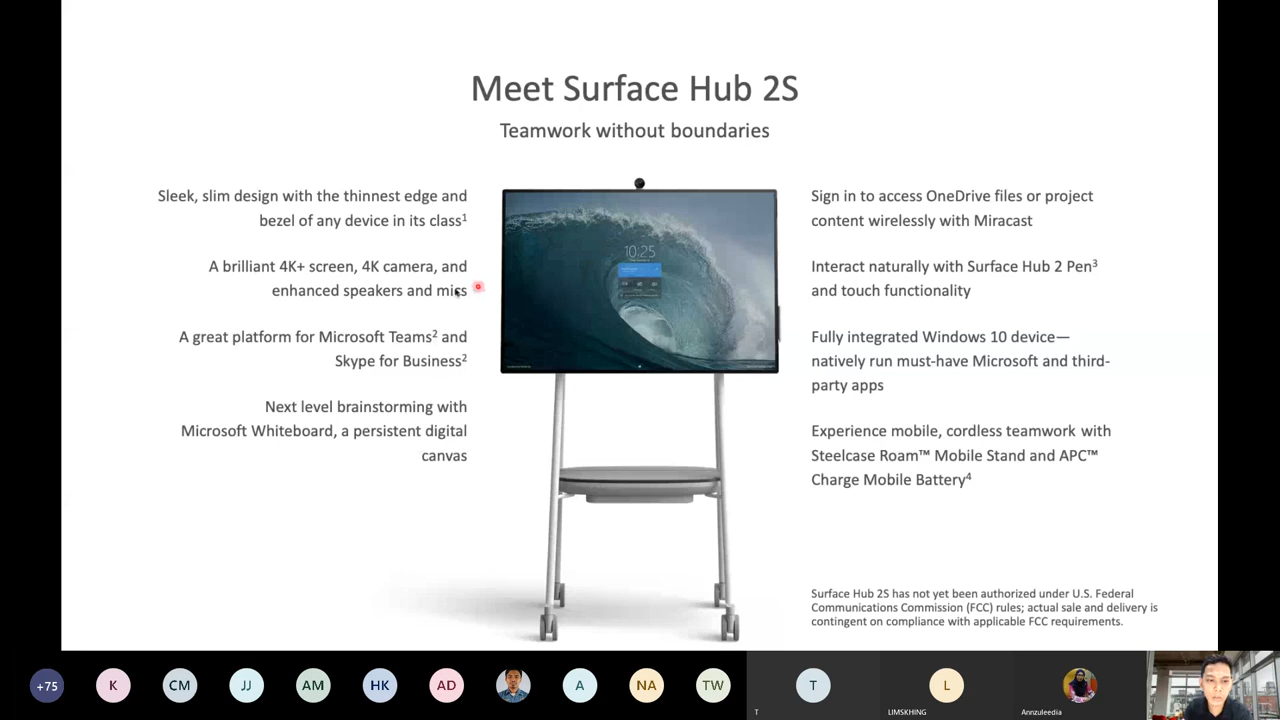 Meet Surface Hub 2S
Teamwork without boundaries
Sleek, slim design with the thinnest edge and
bezel of any device in its class¹
A brilliant 4K+ screen, 4K camera, and
enhanced speakers and mics
A great platform for Microsoft Teams² and
Skype for Business²
Next level brainstorming with
Microsoft Whiteboard, a persistent digital
canvas
10:25
Sign in to access OneDrive files or project
content wirelessly with Miracast
Interact naturally with Surface Hub 2 Pen³
and touch functionality
Fully integrated Windows 10 device—
natively run must-have Microsoft and third-
party apps
Experience mobile, cordless teamwork with
Steelcase Roam™ Mobile Stand and APC™
Charge Mobile Battery⁴
Surface Hub 2S has not yet been authorized under U.S. Federal
Communications Commission (FCC) rules; actual sale and delivery is
contingent on compliance with applicable FCC requirements.
+75 K CM JJ AM HK AD A NA TW T L
T LIMSKHING Annzuleedia